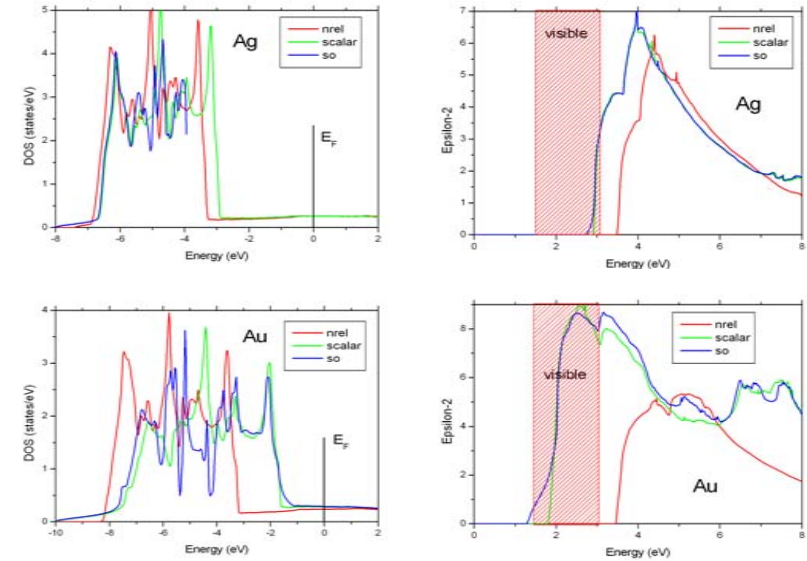 5
4
3
2
1
0
DOS (states/eV)
Ag
nrel
scalar
so
E_F
-8
-6
-4
-2
0
2
Energy (eV)
7
6
5
4
3
2
1
0
Epsilon-2
visible
nrel
scalar
so
Ag
0
2
4
6
8
Energy (eV)
4
3
2
1
0
DOS (states/eV)
Au
nrel
scalar
so
E_F
-10
-8
-6
-4
-2
0
2
Energy (eV)
8
6
4
2
0
Epsilon-2
visible
nrel
scalar
so
Au
0
2
4
6
8
Energy (eV)